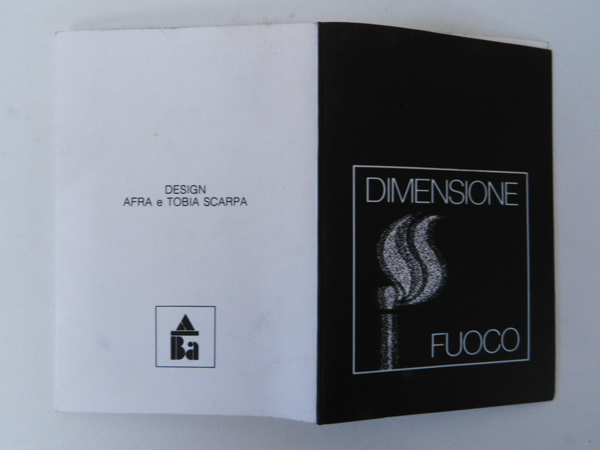 DESIGN
AFRA e TOBIA SCARPA
Ba
DIMENSIONE
FUOCO